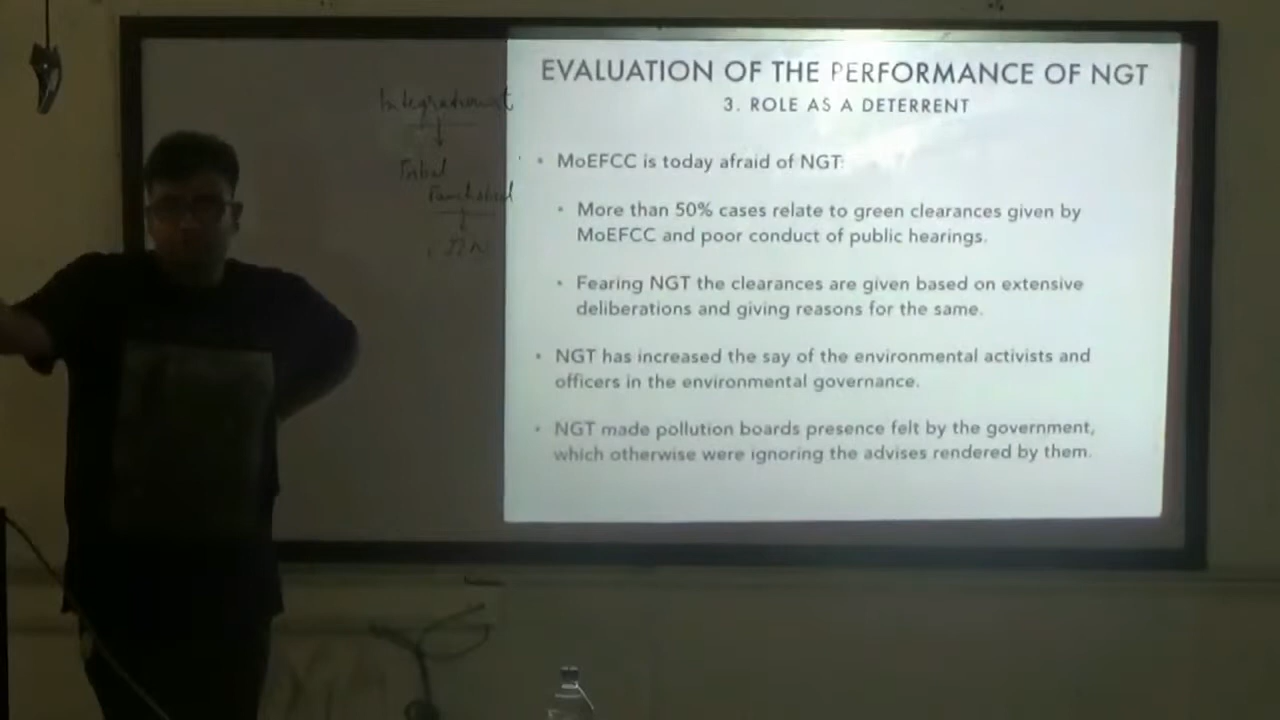 EVALUATION OF THE PERFORMANCE OF NGT
3. ROLE AS A DETERRENT
• MoEFCC is today afraid of NGT:
• More than 50% cases relate to green clearances given by
MoEFCC and poor conduct of public hearings.
• Fearing NGT the clearances are given based on extensive
deliberations and giving reasons for the same.
• NGT has increased the say of the environmental activists and
officers in the environmental governance.
• NGT made pollution boards presence felt by the government,
which otherwise were ignoring the advises rendered by them.
Integrationist